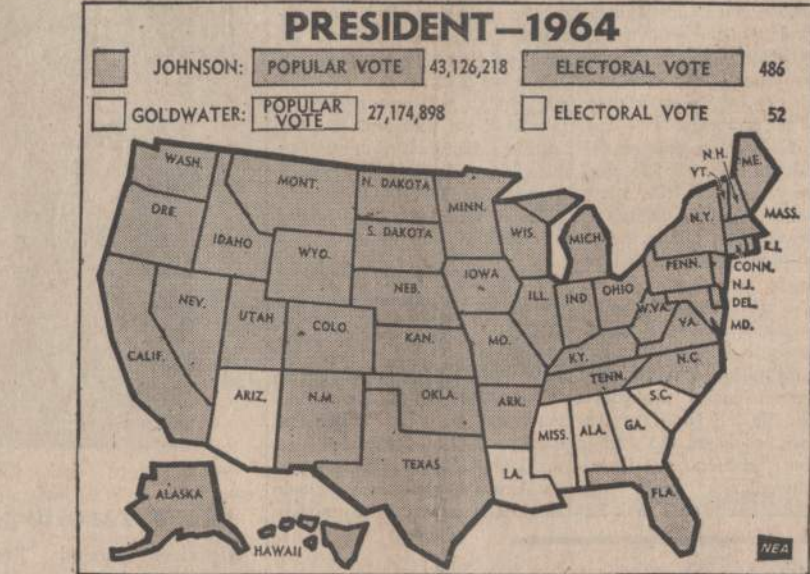 PRESIDENT—1964
JOHNSON: POPULAR VOTE 43,126,218 ELECTORAL VOTE 486
GOLDWATER: POPULAR VOTE 27,174,898 ELECTORAL VOTE 52
WASH.
MONT.
N. DAKOTA
MINN.
N.H.
VT.
ME.
ORE.
IDAHO
WYO.
S. DAKOTA
WIS.
MICH.
N.Y.
MASS.
R.I.
CONN.
PENN.
N.J.
DEL.
MD.
NEV.
UTAH
COLO.
NEB.
IOWA
ILL.
IND
OHIO
W.VA.
VA.
CALIF.
KAN.
MO.
KY.
N.C.
TENN.
ARIZ.
N.M.
OKLA.
ARK.
S.C.
MISS.
ALA.
GA.
TEXAS
LA.
FLA.
ALASKA
HAWAII
NEA